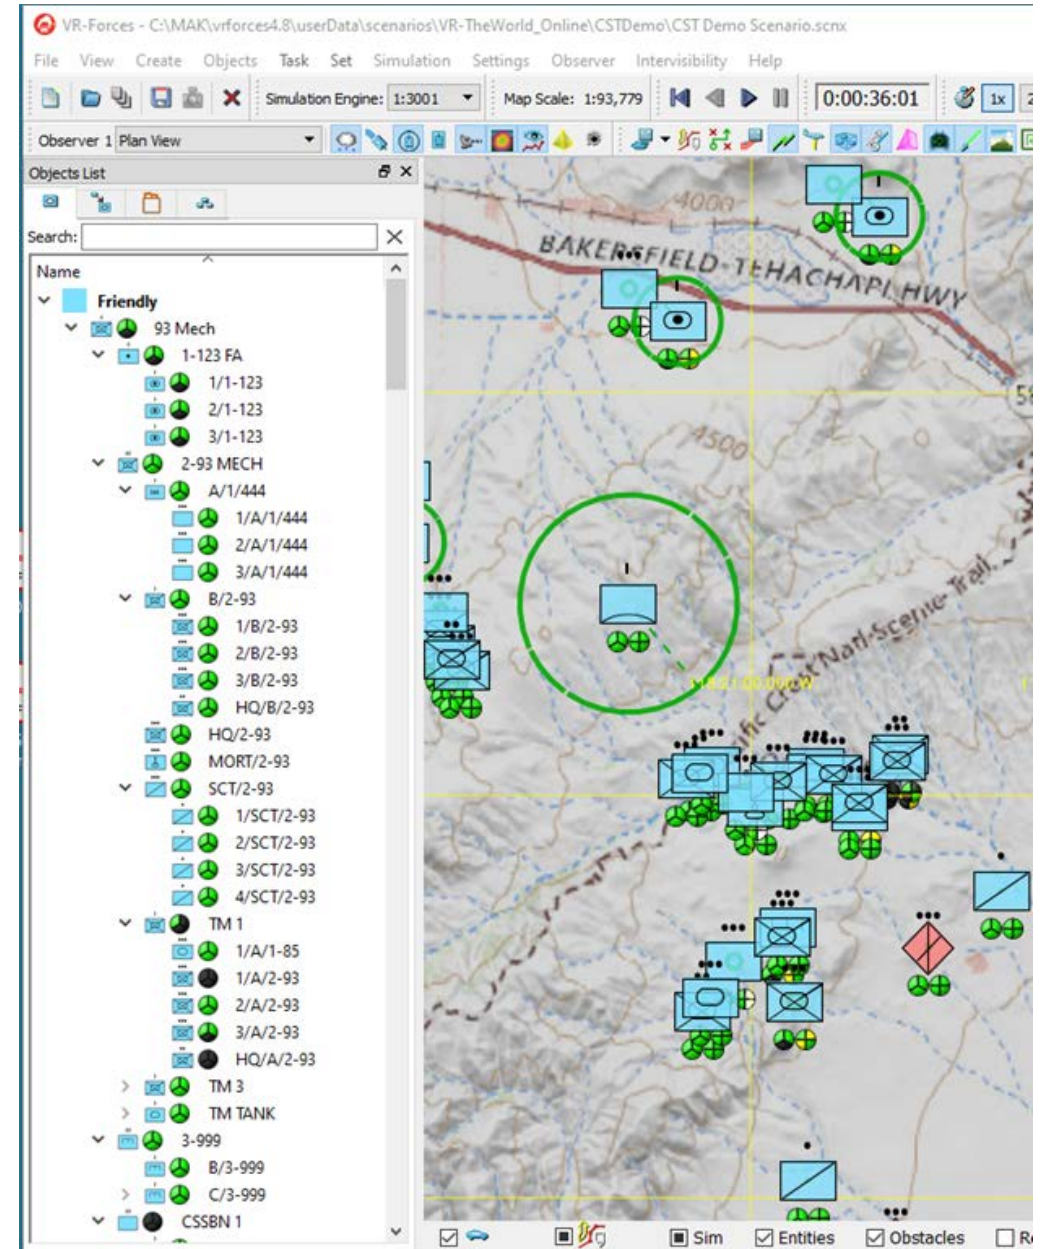 VR-Forces - C:\MAK\vrforces4.8\userData\scenarios\VR-TheWorld_Online\CSTDemo\CST Demo Scenario.scnx
File View Create Objects Task Set Simulation Settings Observer Intervisibility Help
Simulation Engine: 1:3001 Map Scale: 1:93,779 0:00:36:01 1x 2
Observer 1 Plan View
Objects List
Search:
Name
Friendly
93 Mech
1-123 FA
1/1-123
2/1-123
3/1-123
2-93 MECH
A/1/444
1/A/1/444
2/A/1/444
3/A/1/444
B/2-93
1/B/2-93
2/B/2-93
3/B/2-93
HQ/B/2-93
HQ/2-93
MORT/2-93
SCT/2-93
1/SCT/2-93
2/SCT/2-93
3/SCT/2-93
4/SCT/2-93
TM 1
1/A/1-85
1/A/2-93
2/A/2-93
3/A/2-93
HQ/A/2-93
TM 3
TM TANK
3-999
B/3-999
C/3-999
CSSBN 1
4000
BAKERSFIELD-TEHACHAPI HWY
4500
Natl-Scenic-Trail
Sim Entities Obstacles